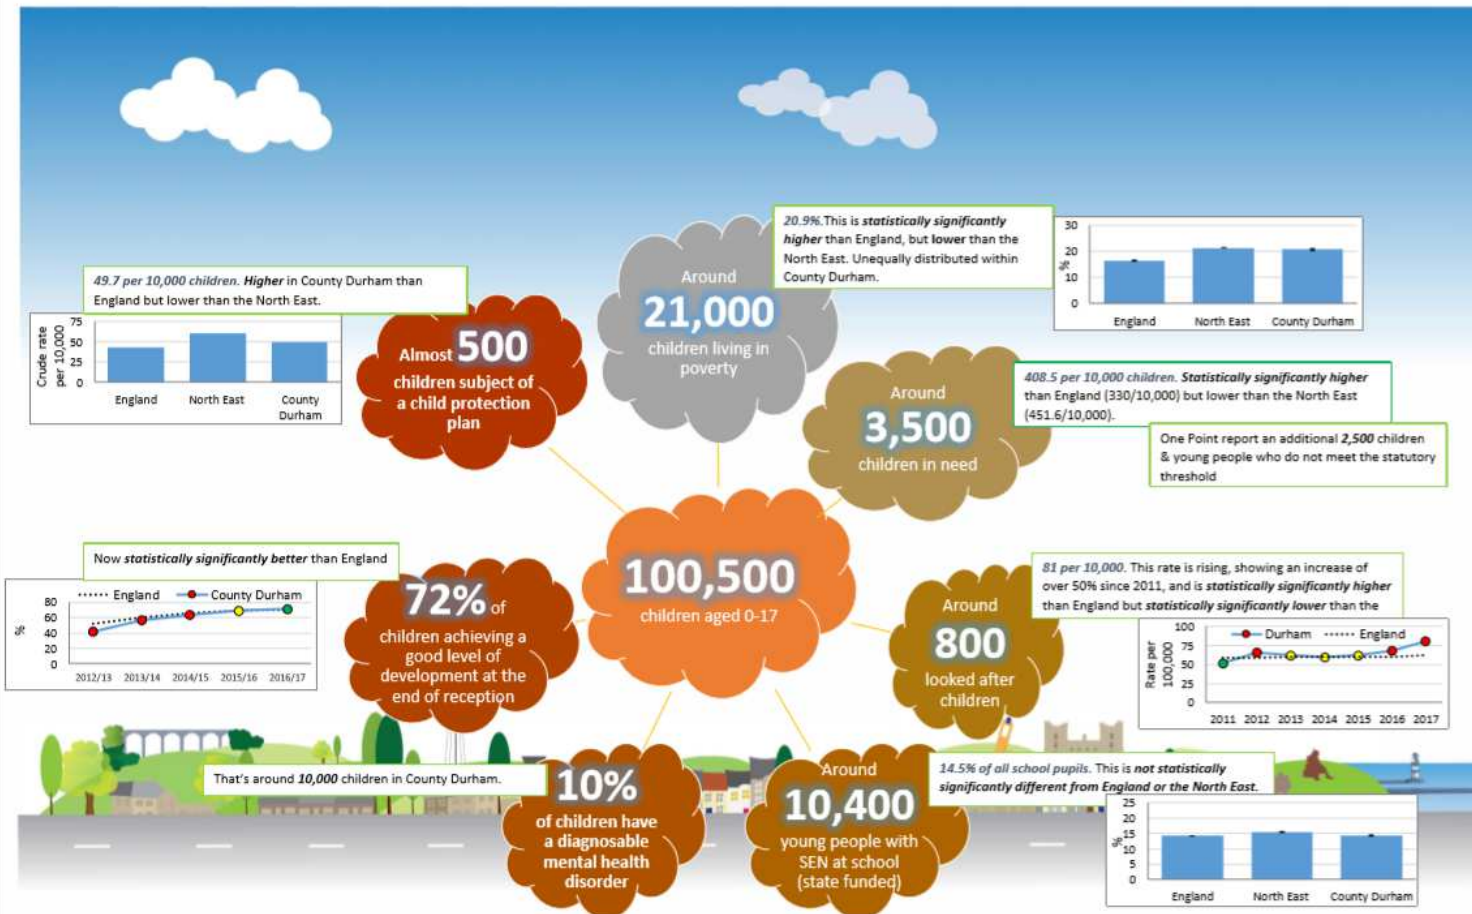 20.9%.This is statistically significantly
higher than England, but lower than the
North East. Unequally distributed within
County Durham.
30
20
10
0
%
England
North East
County Durham
Around
21,000
children living in
poverty
49.7 per 10,000 children. Higher in County Durham than
England but lower than the North East.
Crude rate
per 10,000
75
50
25
0
England
North East
County
Durham
Almost 500
children subject of
a child protection
plan
Around
3,500
children in need
408.5 per 10,000 children. Statistically significantly higher
than England (330/10,000) but lower than the North East
(451.6/10,000).
One Point report an additional 2,500 children
& young people who do not meet the statutory
threshold
100,500
children aged 0-17
Now statistically significantly better than England
England
County Durham
%
80
60
40
20
0
2012/13
2013/14
2014/15
2015/16
2016/17
72% of
children achieving a
good level of
development at the
end of reception
Around
800
looked after
children
81 per 10,000. This rate is rising, showing an increase of
over 50% since 2011, and is statistically significantly higher
than England but statistically significantly lower than the
Rate per
100,000
100
75
50
25
0
Durham
England
2011
2012
2013
2014
2015
2016
2017
That's around 10,000 children in County Durham.
10%
of children have
a diagnosable
mental health
disorder
Around
10,400
young people with
SEN at school
(state funded)
14.5% of all school pupils. This is not statistically
significantly different from England or the North East.
%
25
20
15
10
5
0
England
North East
County Durham